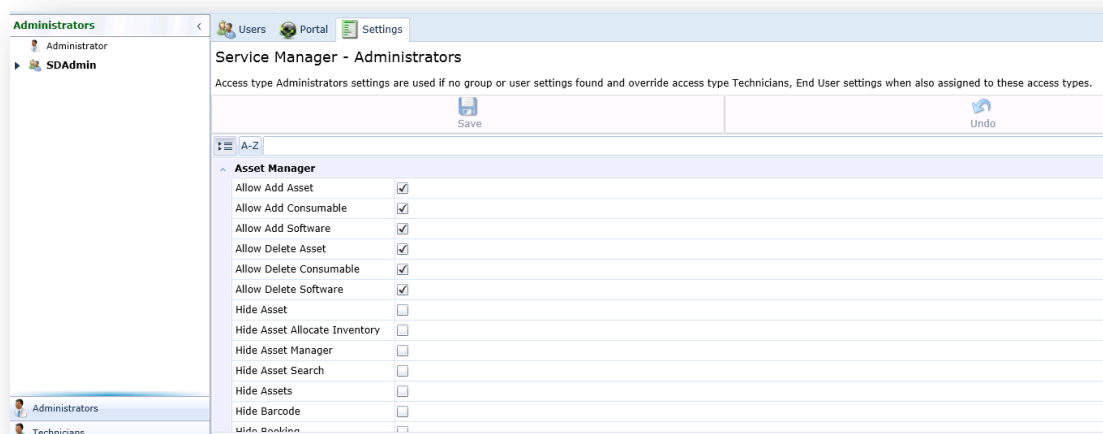 Administrators
Administrator
SDAdmin
Administrators
Technicians
Users Portal Settings
Service Manager - Administrators
Access type Administrators settings are used if no group or user settings found and override access type Technicians, End User settings when also assigned to these access types.
Save Undo
A-Z
Asset Manager
Allow Add Asset
Allow Add Consumable
Allow Add Software
Allow Delete Asset
Allow Delete Consumable
Allow Delete Software
Hide Asset
Hide Asset Allocate Inventory
Hide Asset Manager
Hide Asset Search
Hide Assets
Hide Barcode
Hide Booking